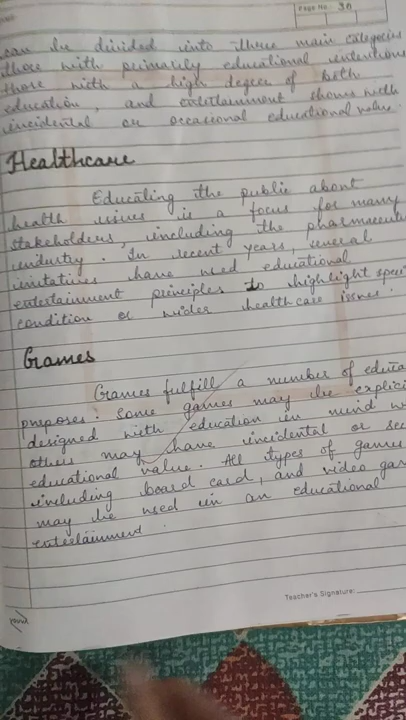 Page No. 30
can be divided into three main categories
those with primarily educational intentions
those with a high degree of both
education, and entertainment shows with
incidental or occasional educational value.
Healthcare
Educating the public about
health issues is a focus for many
stakeholders, including the pharmaceuti
industry. In recent years, several
initatives have used educational
entertainment principles to highlight speci
condition or wider health care issues.
Games
Games fulfill a number of educa
purposes. Some games may be explici
designed with education in mind w
others may have incidental or sec
educational value. All types of games
including board card, and video gam
may be used in an educational
entertainment.
Teacher's Signature: